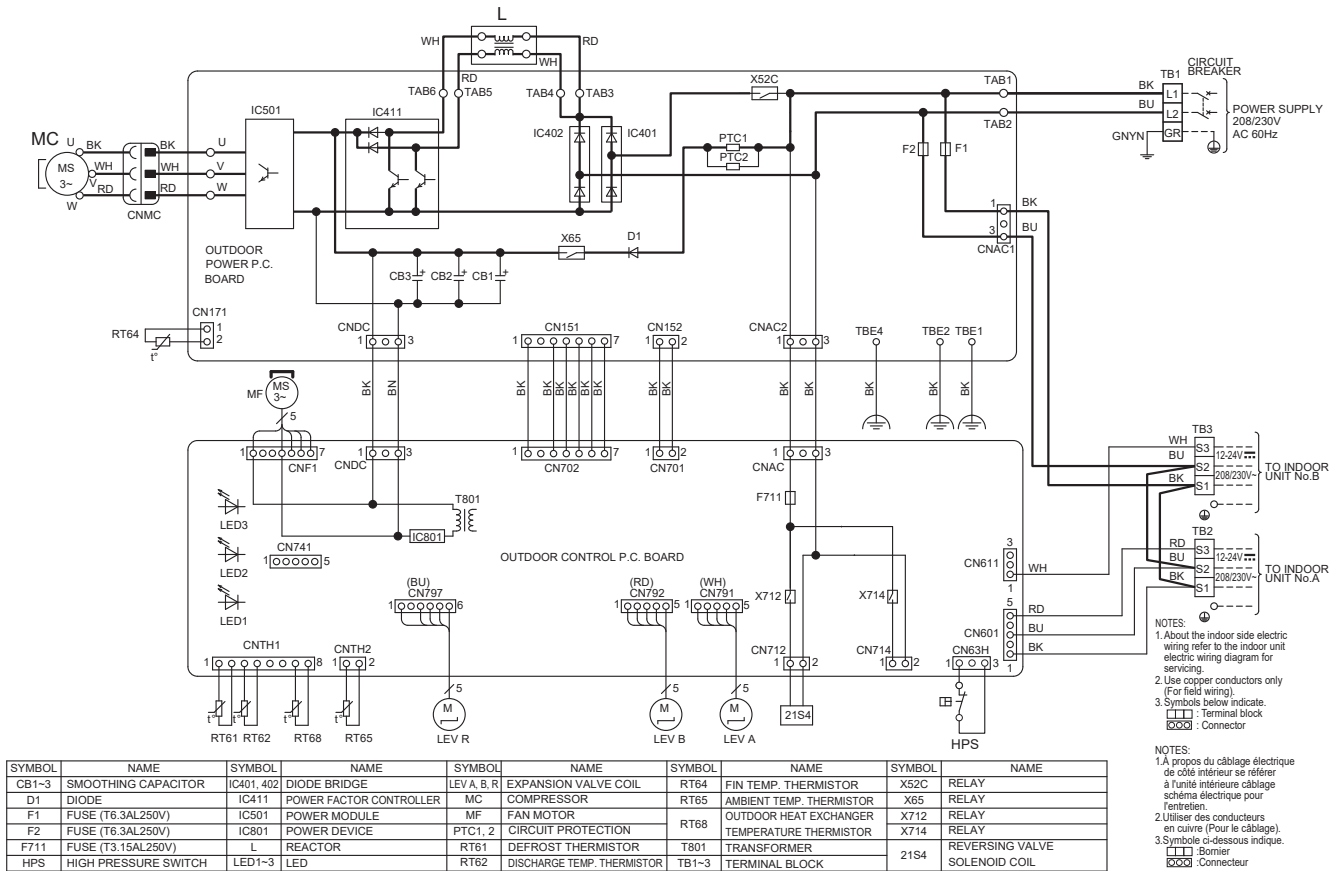 L
WH
RD
WH
RD
TAB6
TAB5
TAB4
TAB3
X52C
TAB1
TAB2
TB1
CIRCUIT
BREAKER
BK
L1
BU
L2
GNYN
GR
POWER SUPPLY
208/230V
AC 60Hz
IC501
IC411
IC402
IC401
PTC1
PTC2
F2
F1
MC
U
BK
BK
U
MS
3~
WH
WH
V
V
RD
RD
W
W
CNMC
1
BK
3
BU
CNAC1
OUTDOOR
POWER P.C.
BOARD
X65
D1
CB3
+
CB2
+
CB1
+
CN171
1
2
RT64
t°
CNDC
1
3
CN151
1
7
CN152
1
2
CNAC2
1
3
TBE4
TBE2
TBE1
MF
MS
3~
5
BK
BN
BK
BK
BK
BK
BK
BK
BK
BK
BK
BK
BK
BK
BK
1
7
CNF1
CNDC
1
3
1
7
CN702
1
2
CN701
CNAC
1
3
TB3
WH
S3
12-24V
BU
S2
208/230V~
BK
S1
TO INDOOR
UNIT No.B
TB2
RD
S3
12-24V
BU
S2
208/230V~
BK
S1
TO INDOOR
UNIT No.A
LED3
LED2
LED1
T801
IC801
CN741
1
5
OUTDOOR CONTROL P.C. BOARD
F711
X712
X714
CN611
3
1
WH
5
CN601
1
RD
BU
BK
(BU)
CN797
1
6
(RD)
CN792
1
5
(WH)
CN791
1
5
CNTH1
1
8
CNTH2
1
2
CN712
1
2
CN714
1
2
CN63H
1
3
t°
t°
t°
t°
RT61
RT62
RT68
RT65
5
M
LEV R
5
M
LEV B
5
M
LEV A
21S4
HPS
NOTES:
1. About the indoor side electric
wiring refer to the indoor unit
electric wiring diagram for
servicing.
2. Use copper conductors only
(For field wiring).
3. Symbols below indicate.
: Terminal block
: Connector
NOTES:
1.À propos du câblage électrique
de côté intérieur se référer
à l'unité intérieure câblage
schéma électrique pour
l'entretien.
2.Utiliser des conducteurs
en cuivre (Pour le câblage).
3.Symbole ci-dessous indique.
:Bornier
:Connecteur
SYMBOL NAME SYMBOL NAME SYMBOL NAME SYMBOL NAME SYMBOL NAME
CB1~3 SMOOTHING CAPACITOR IC401, 402 DIODE BRIDGE LEV A, B, R EXPANSION VALVE COIL RT64 FIN TEMP. THERMISTOR X52C RELAY
D1 DIODE IC411 POWER FACTOR CONTROLLER MC COMPRESSOR RT65 AMBIENT TEMP. THERMISTOR X65 RELAY
F1 FUSE (T6.3AL250V) IC501 POWER MODULE MF FAN MOTOR RT68 OUTDOOR HEAT EXCHANGER X712 RELAY
F2 FUSE (T6.3AL250V) IC801 POWER DEVICE PTC1, 2 CIRCUIT PROTECTION TEMPERATURE THERMISTOR X714 RELAY
F711 FUSE (T3.15AL250V) L REACTOR RT61 DEFROST THERMISTOR T801 TRANSFORMER 21S4 REVERSING VALVE
HPS HIGH PRESSURE SWITCH LED1~3 LED RT62 DISCHARGE TEMP. THERMISTOR TB1~3 TERMINAL BLOCK SOLENOID COIL